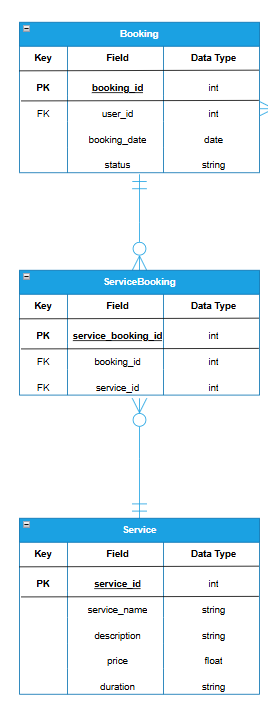 Booking
Key Field Data Type
PK booking_id int
FK user_id int
booking_date date
status string
ServiceBooking
Key Field Data Type
PK service_booking_id int
FK booking_id int
FK service_id int
Service
Key Field Data Type
PK service_id int
service_name string
description string
price float
duration string